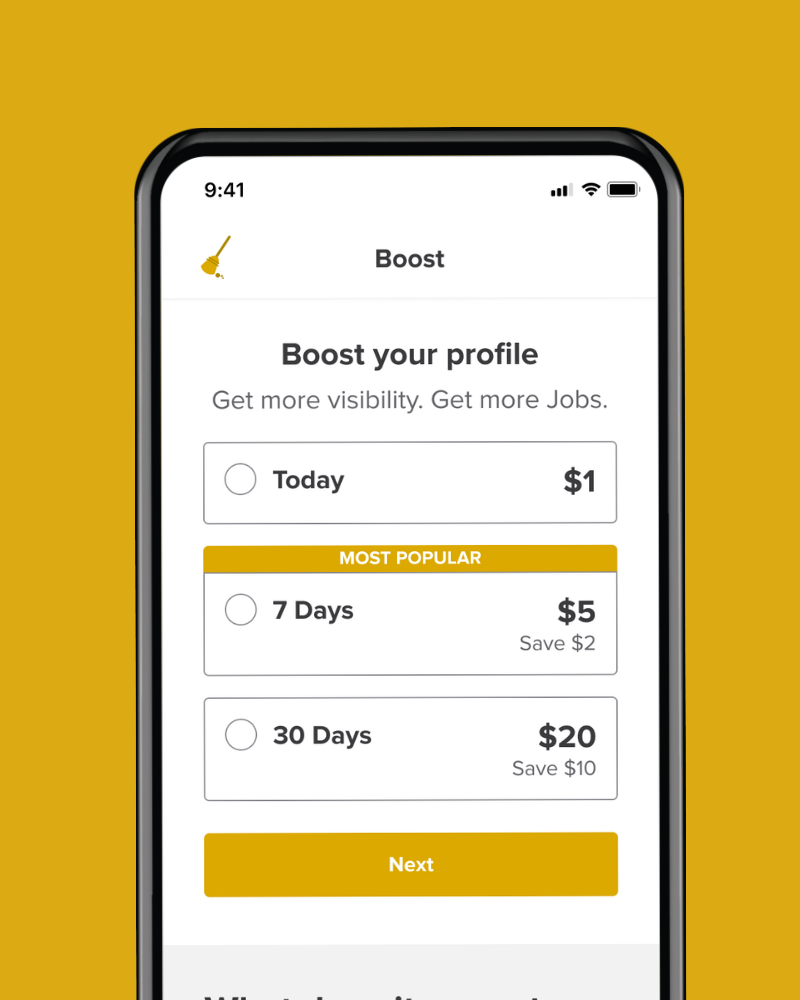 9:41
Boost
Boost your profile
Get more visibility. Get more Jobs.
Today $1
MOST POPULAR
7 Days $5
Save $2
30 Days $20
Save $10
Next